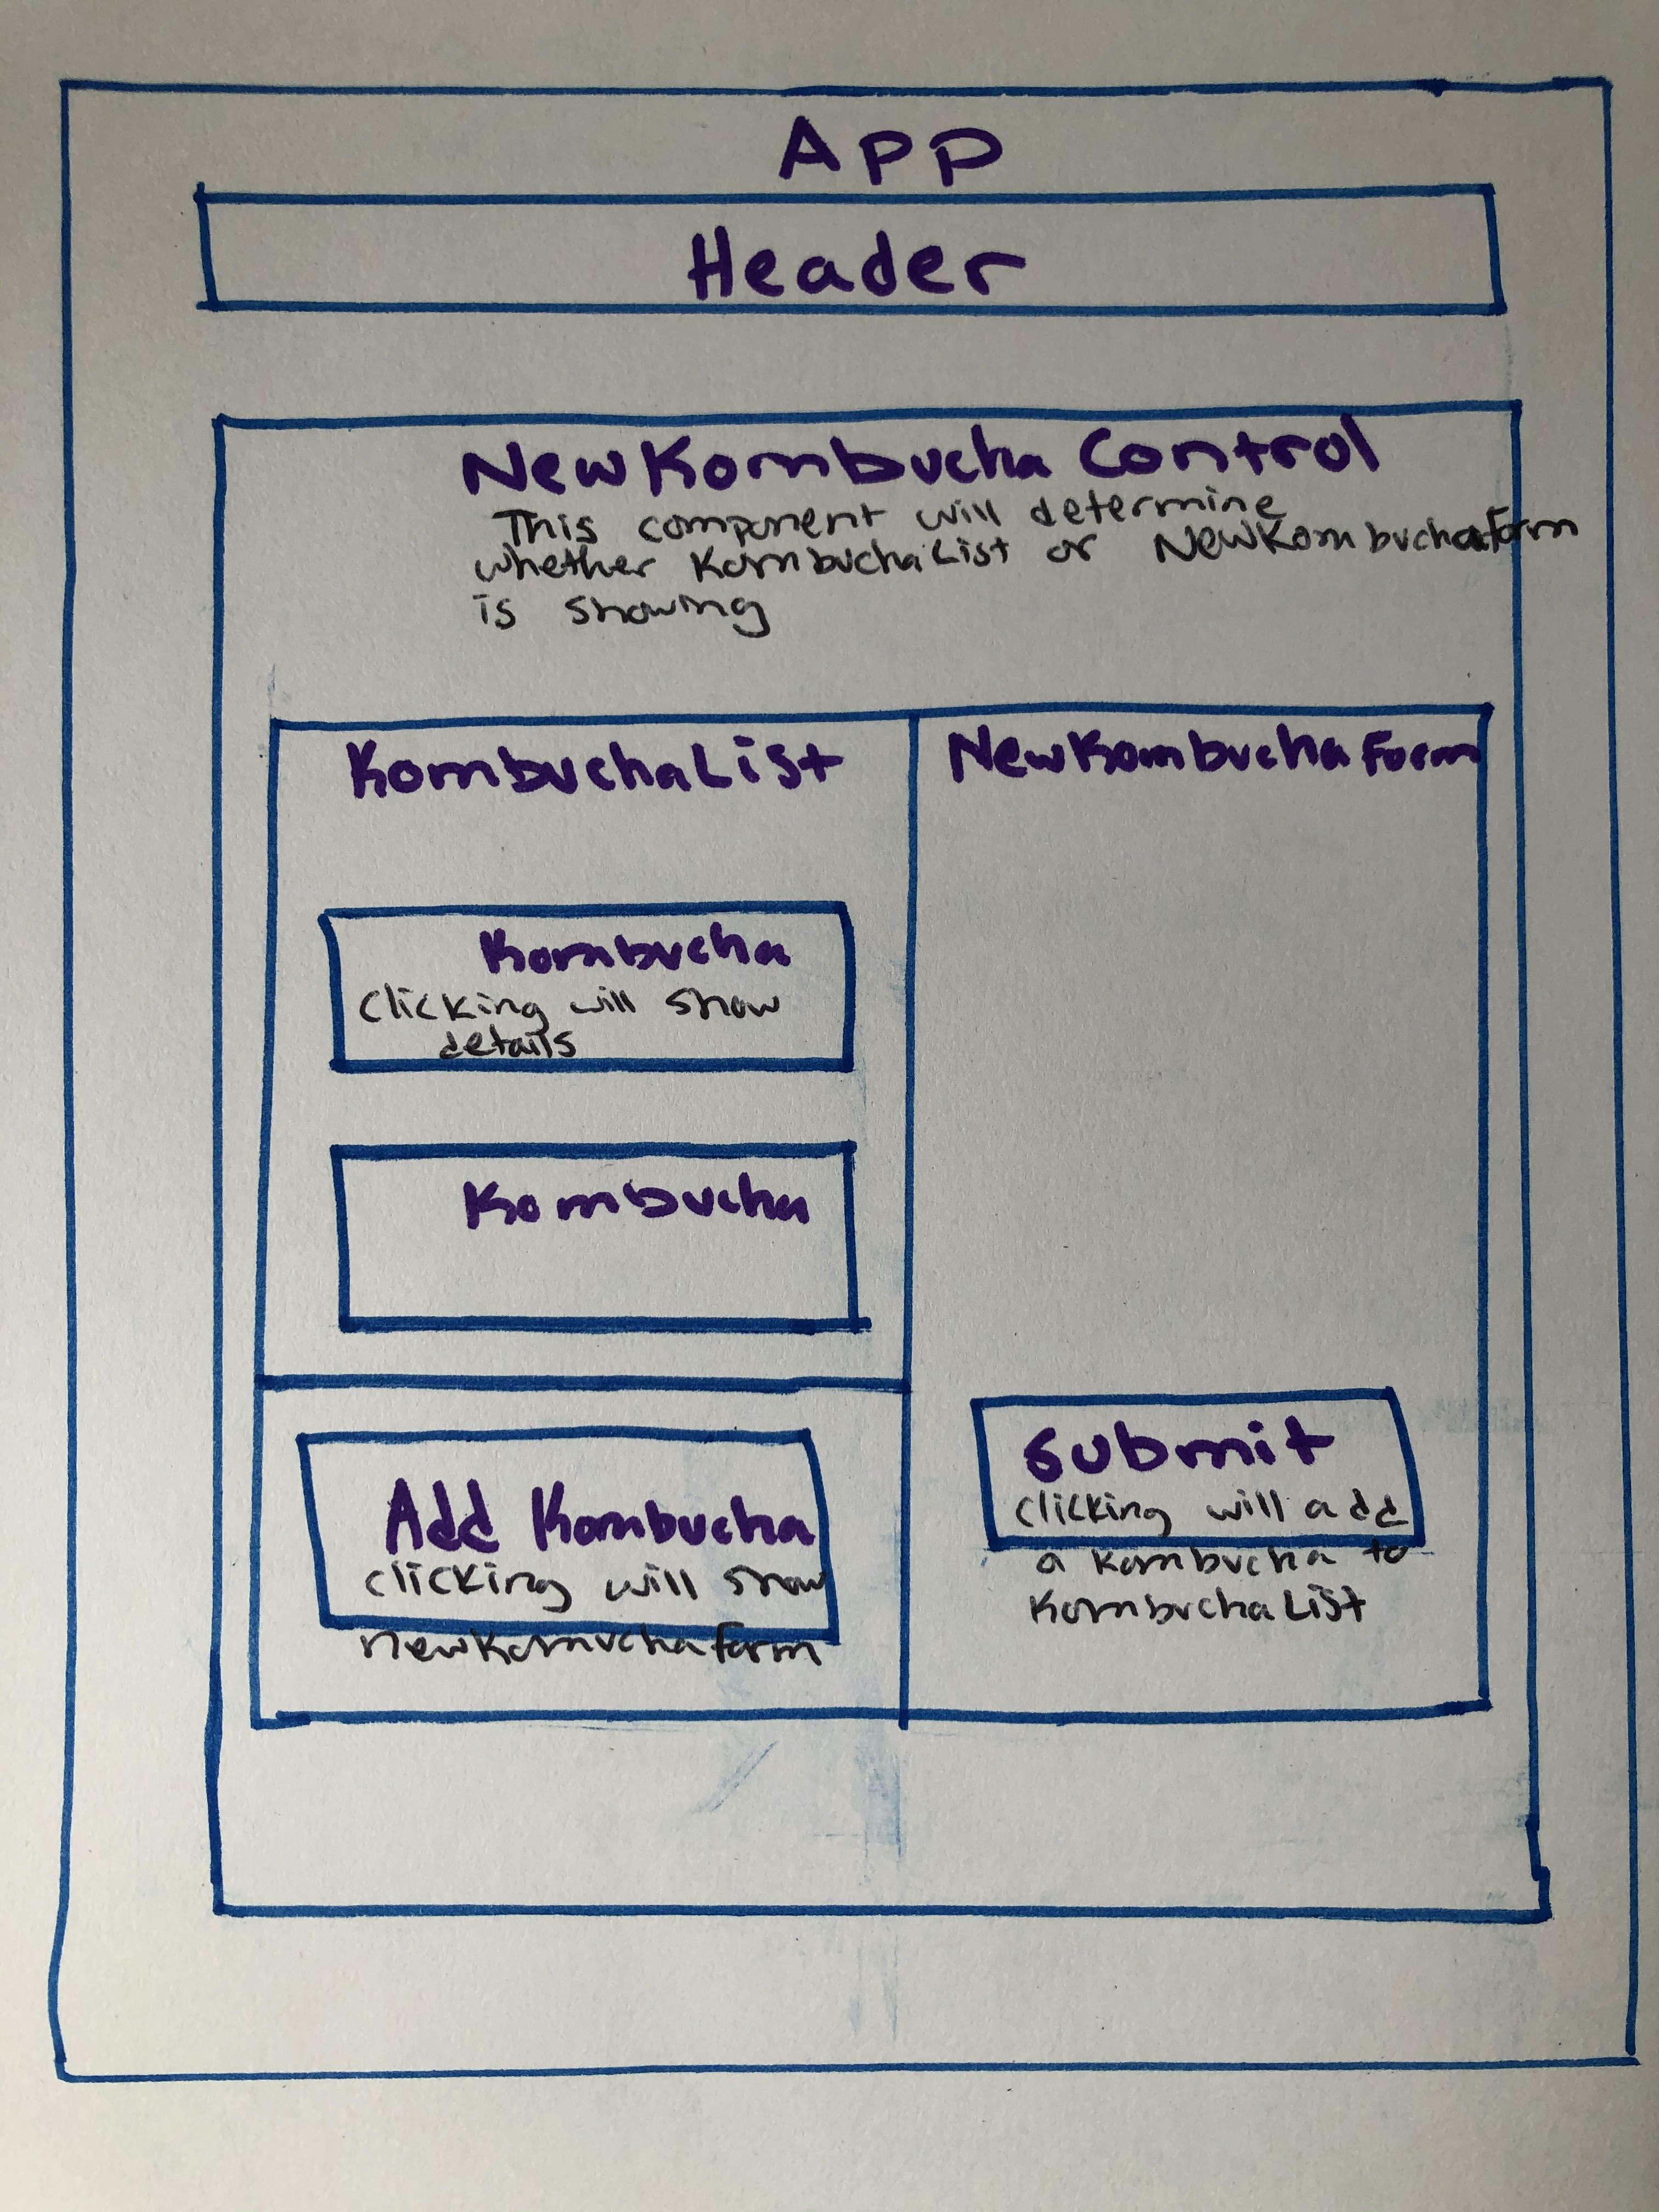 App
Header
NewKombucha Control
This component will determine
whether KombuchaList or NewKombuchaForm
is showing
KombuchaList
Kombucha
clicking will show
details
Kombucha
Add Kombucha
clicking will show
newKomuchaform
NewKombuchaForm
Submit
clicking will add
a kombucha to
KombuchaList